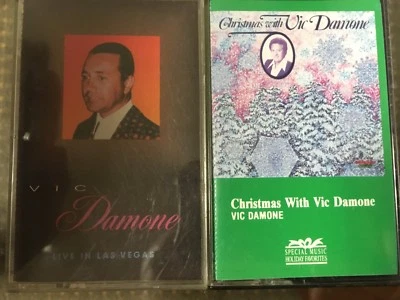 VIC
Damone
LIVE IN LAS VEGAS
Christmas with Vic Damone
Christmas With Vic Damone
VIC DAMONE
SPECIAL MUSIC
HOLIDAY FAVORITES